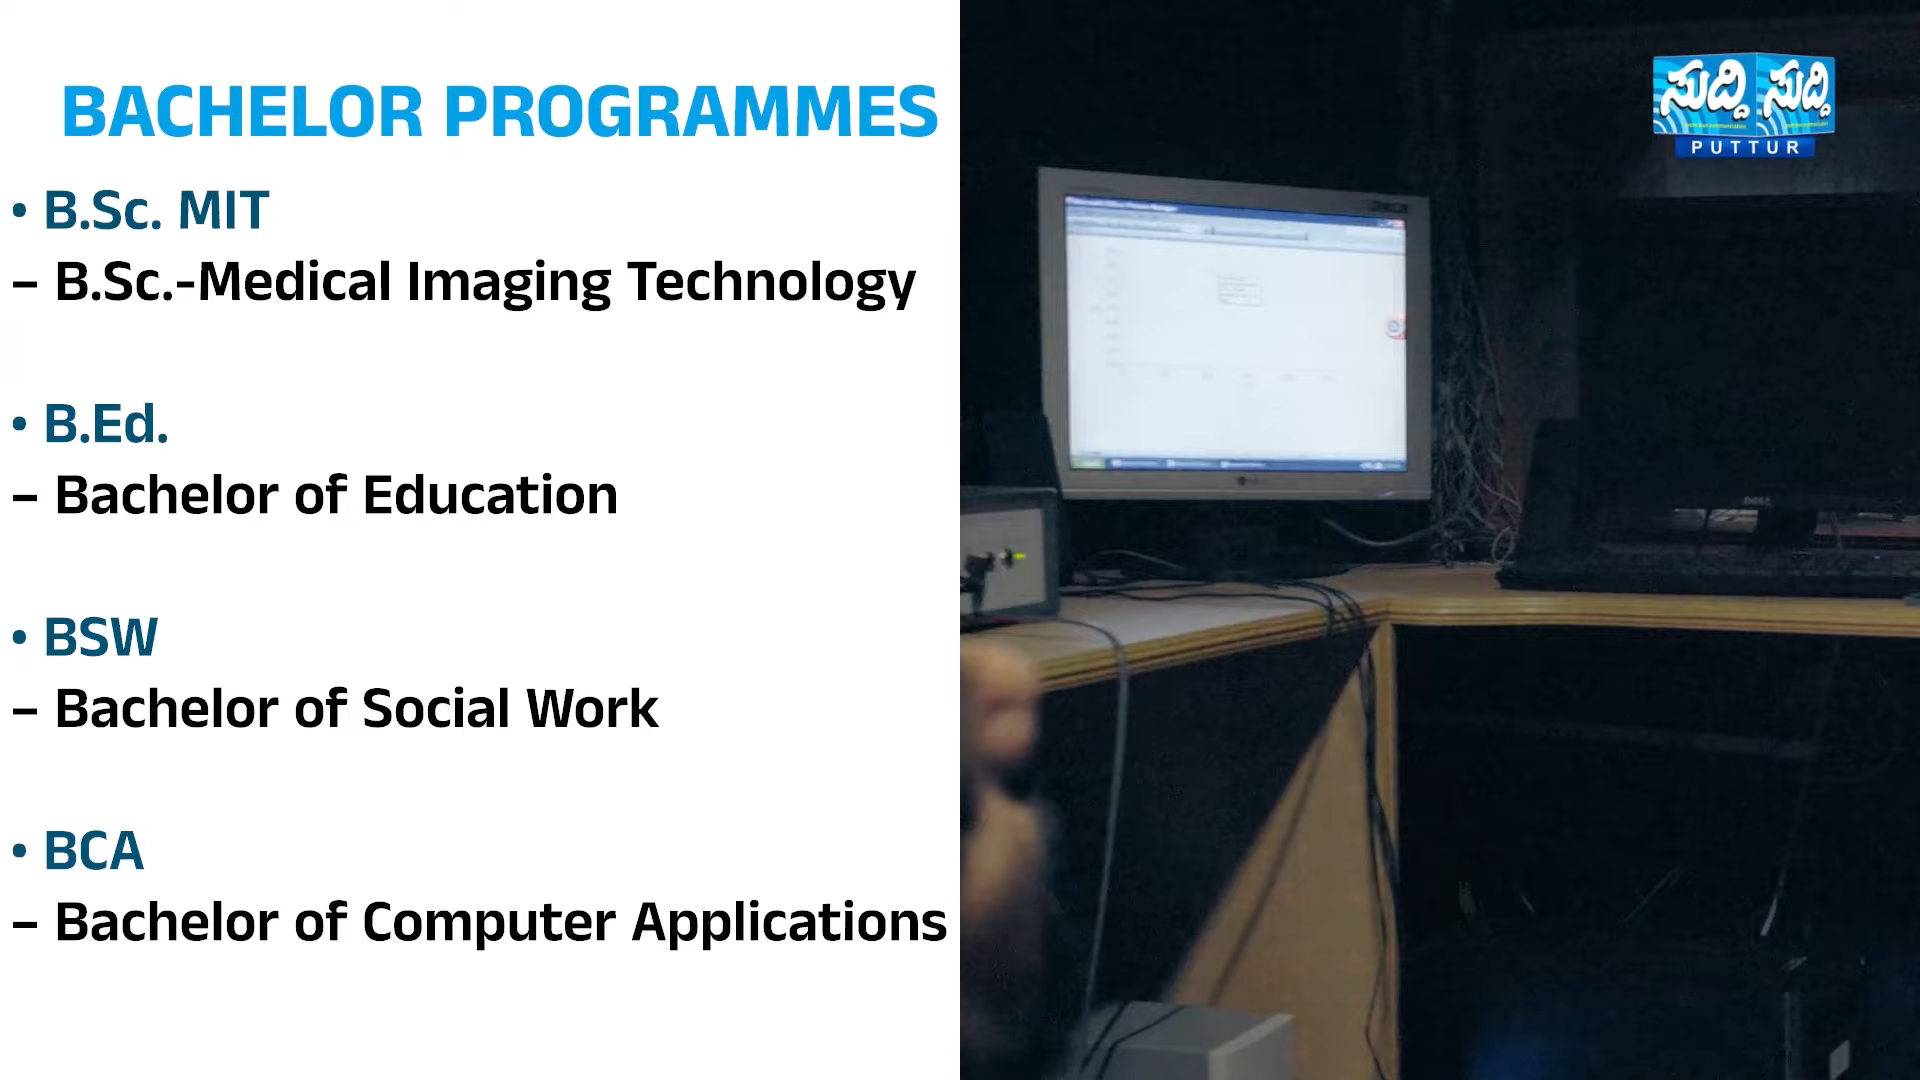 BACHELOR PROGRAMMES
• B.Sc. MIT
– B.Sc.-Medical Imaging Technology
• B.Ed.
– Bachelor of Education
• BSW
– Bachelor of Social Work
• BCA
– Bachelor of Computer Applications
ಸುದ್ದಿ ಸುದ್ದಿ
PUTTUR